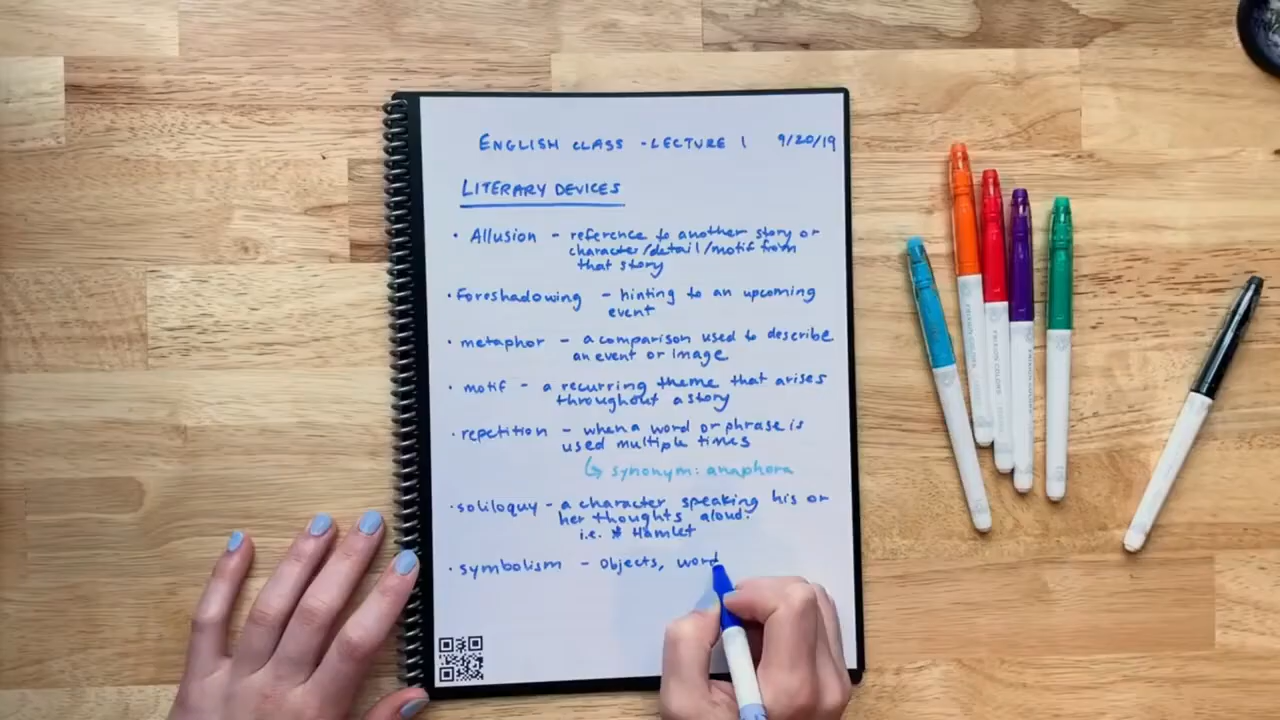 ENGLISH CLASS - LECTURE 1 9/20/19
LITERARY DEVICES
• Allusion - reference to another story or
character/detail/motif from
that story
• Foreshadowing - hinting to an upcoming
event
• metaphor - a comparison used to describe
an event or image
• motif - a recurring theme that arises
throughout a story
• repetition - when a word or phrase is
used multiple times
↳ synonym: anaphora
• soliloquy - a character speaking his or
her thoughts aloud.
i.e. Hamlet
• symbolism - objects, word